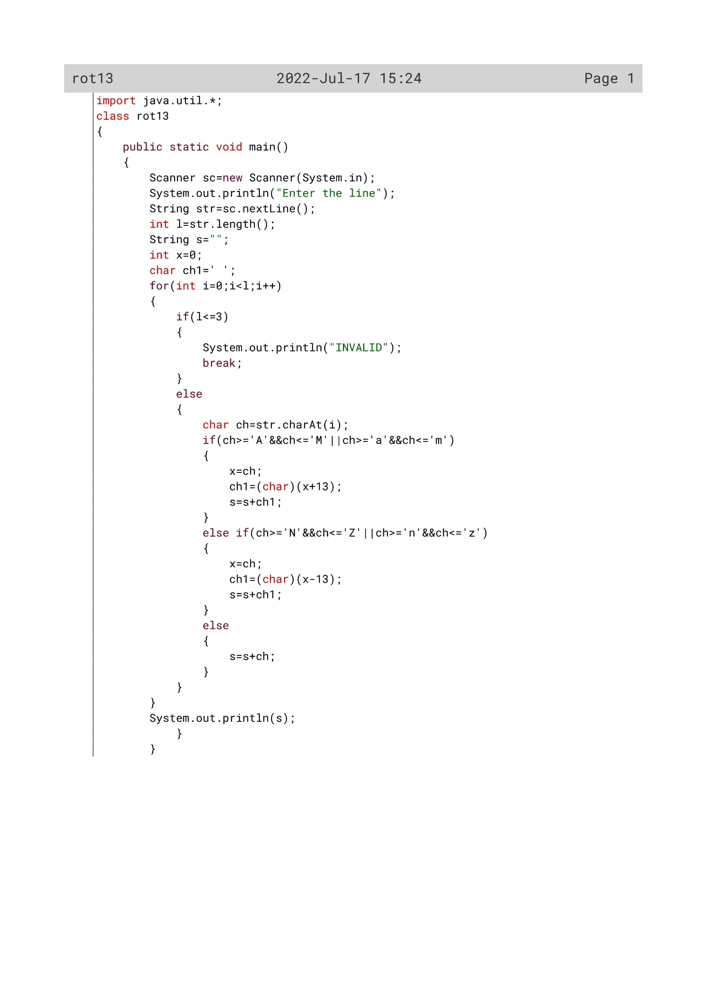 rot13 2022-Jul-17 15:24 Page 1
import java.util.*;
class rot13
{
    public static void main()
    {
        Scanner sc=new Scanner(System.in);
        System.out.println("Enter the line");
        String str=sc.nextLine();
        int l=str.length();
        String s="";
        int x=0;
        char ch1=' ';
        for(int i=0;i<l;i++)
        {
            if(l<=3)
            {
                System.out.println("INVALID");
                break;
            }
            else
            {
                char ch=str.charAt(i);
                if(ch>='A'&&ch<='M'||ch>='a'&&ch<='m')
                {
                    x=ch;
                    ch1=(char)(x+13);
                    s=s+ch1;
                }
                else if(ch>='N'&&ch<='Z'||ch>='n'&&ch<='z')
                {
                    x=ch;
                    ch1=(char)(x-13);
                    s=s+ch1;
                }
                else
                {
                    s=s+ch;
                }
            }
        }
        System.out.println(s);
            }
        }